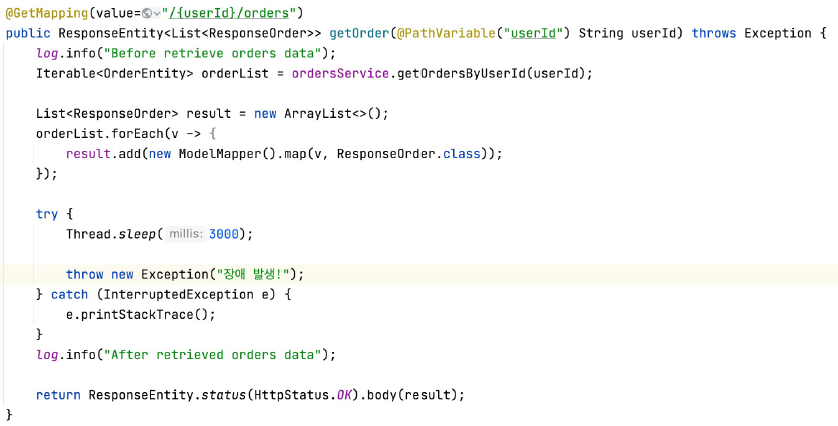 @GetMapping(value="/{userId}/orders")
public ResponseEntity<List<ResponseOrder>> getOrder(@PathVariable("userId") String userId) throws Exception {
    log.info("Before retrieve orders data");
    Iterable<OrderEntity> orderList = ordersService.getOrdersByUserId(userId);

    List<ResponseOrder> result = new ArrayList<>();
    orderList.forEach(v -> {
        result.add(new ModelMapper().map(v, ResponseOrder.class));
    });

    try {
        Thread.sleep( millis: 3000);

        throw new Exception("장애 발생!");
    } catch (InterruptedException e) {
        e.printStackTrace();
    }
    log.info("After retrieved orders data");

    return ResponseEntity.status(HttpStatus.OK).body(result);
}